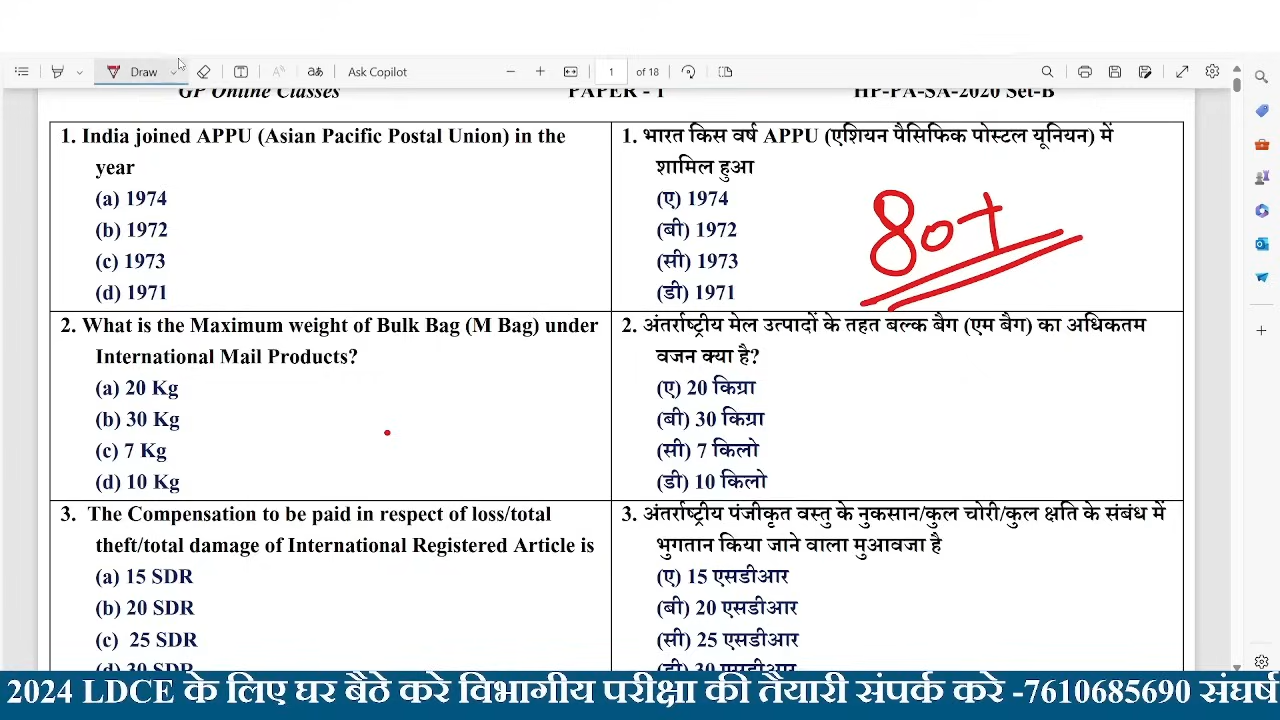 Draw
Ask Copilot
1 of 18
GP Online Classes PAPER - I HP-PA-SA-2020 Set-B
1. India joined APPU (Asian Pacific Postal Union) in the
year
(a) 1974
(b) 1972
(c) 1973
(d) 1971
1. भारत किस वर्ष APPU (एशियन पैसिफिक पोस्टल यूनियन) में
शामिल हुआ
(ए) 1974
(बी) 1972
(सी) 1973
(डी) 1971
80+
2. What is the Maximum weight of Bulk Bag (M Bag) under
International Mail Products?
(a) 20 Kg
(b) 30 Kg
(c) 7 Kg
(d) 10 Kg
2. अंतर्राष्ट्रीय मेल उत्पादों के तहत बल्क बैग (एम बैग) का अधिकतम
वजन क्या है?
(ए) 20 किग्रा
(बी) 30 किग्रा
(सी) 7 किलो
(डी) 10 किलो
3. The Compensation to be paid in respect of loss/total
theft/total damage of International Registered Article is
(a) 15 SDR
(b) 20 SDR
(c) 25 SDR
(d) 30 SDR
3. अंतर्राष्ट्रीय पंजीकृत वस्तु के नुकसान/कुल चोरी/कुल क्षति के संबंध में
भुगतान किया जाने वाला मुआवजा है
(ए) 15 एसडीआर
(बी) 20 एसडीआर
(सी) 25 एसडीआर
(डी) 30 एसडीआर
2024 LDCE के लिए घर बैठे करे विभागीय परीक्षा की तैयारी संपर्क करे -7610685690 संघर्ष